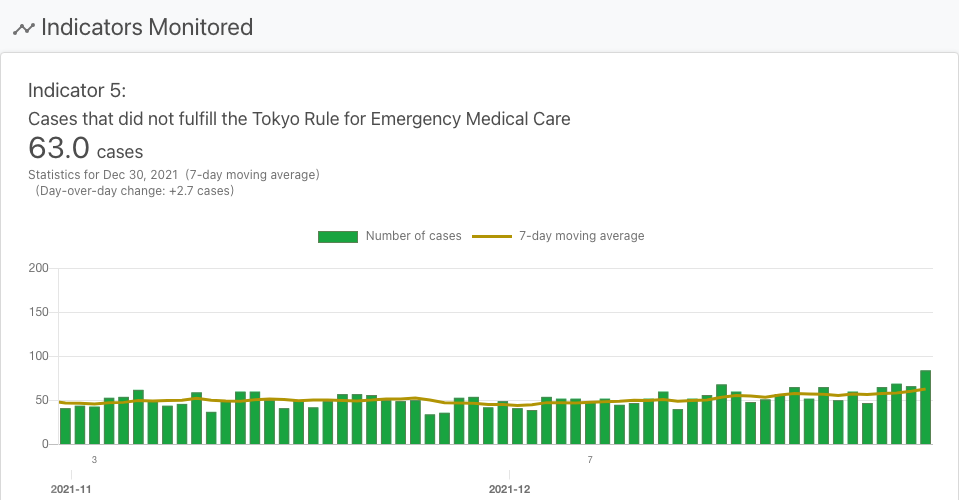 Indicators Monitored
Indicator 5:
Cases that did not fulfill the Tokyo Rule for Emergency Medical Care
63.0 cases
Statistics for Dec 30, 2021 (7-day moving average)
(Day-over-day change: +2.7 cases)
Number of cases 7-day moving average
200
150
100
50
0
3 7
2021-11 2021-12